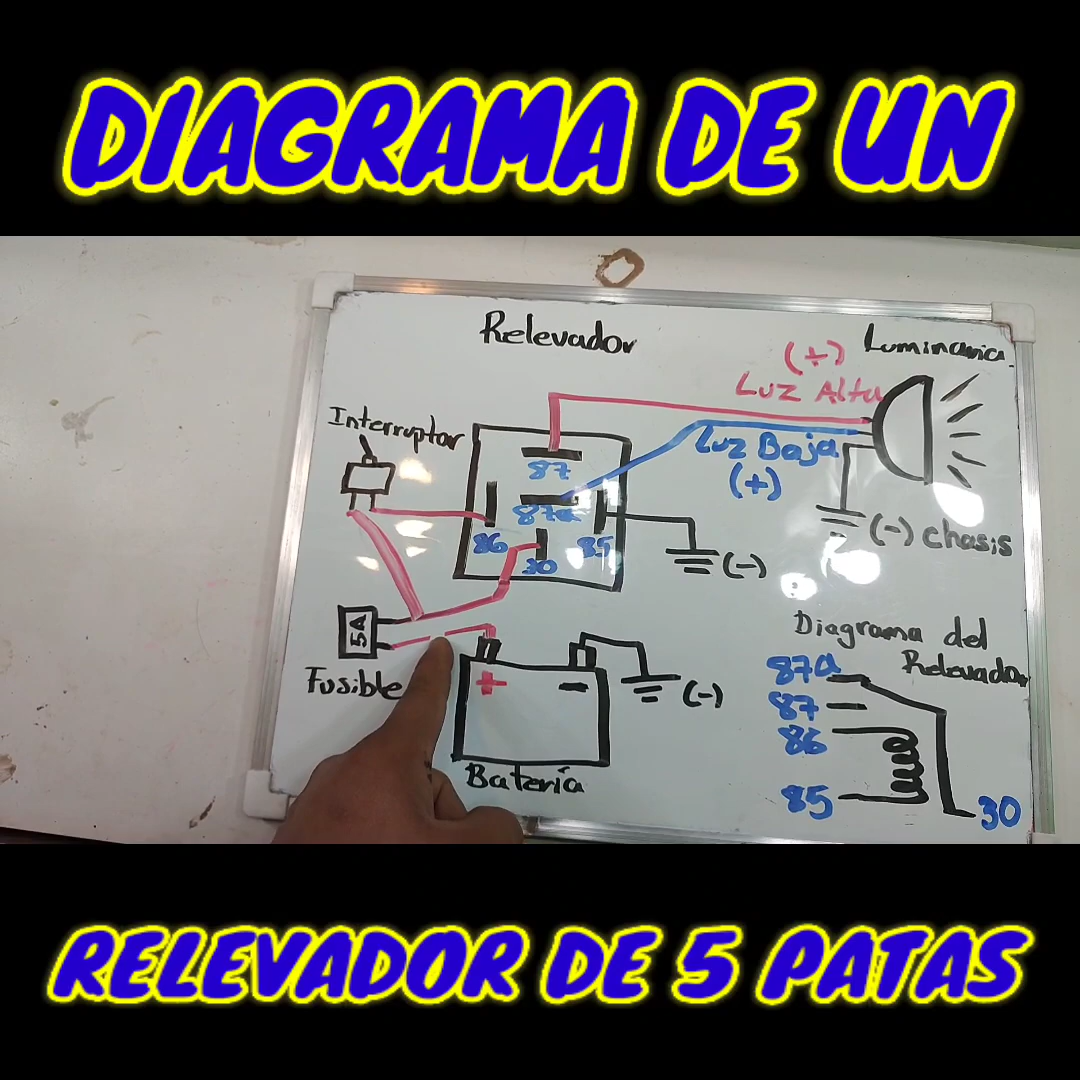 DIAGRAMA DE UN
Relevador
Luminaria
(+)
Luz Alta
Interruptor
Luz Baja
(+)
87
87a
86
85
30
(-)
(-) chasis
5A
Fusible
+
-
(-)
Batería
Diagrama del
Relevador
87a
87
86
85
30
RELEVADOR DE 5 PATAS